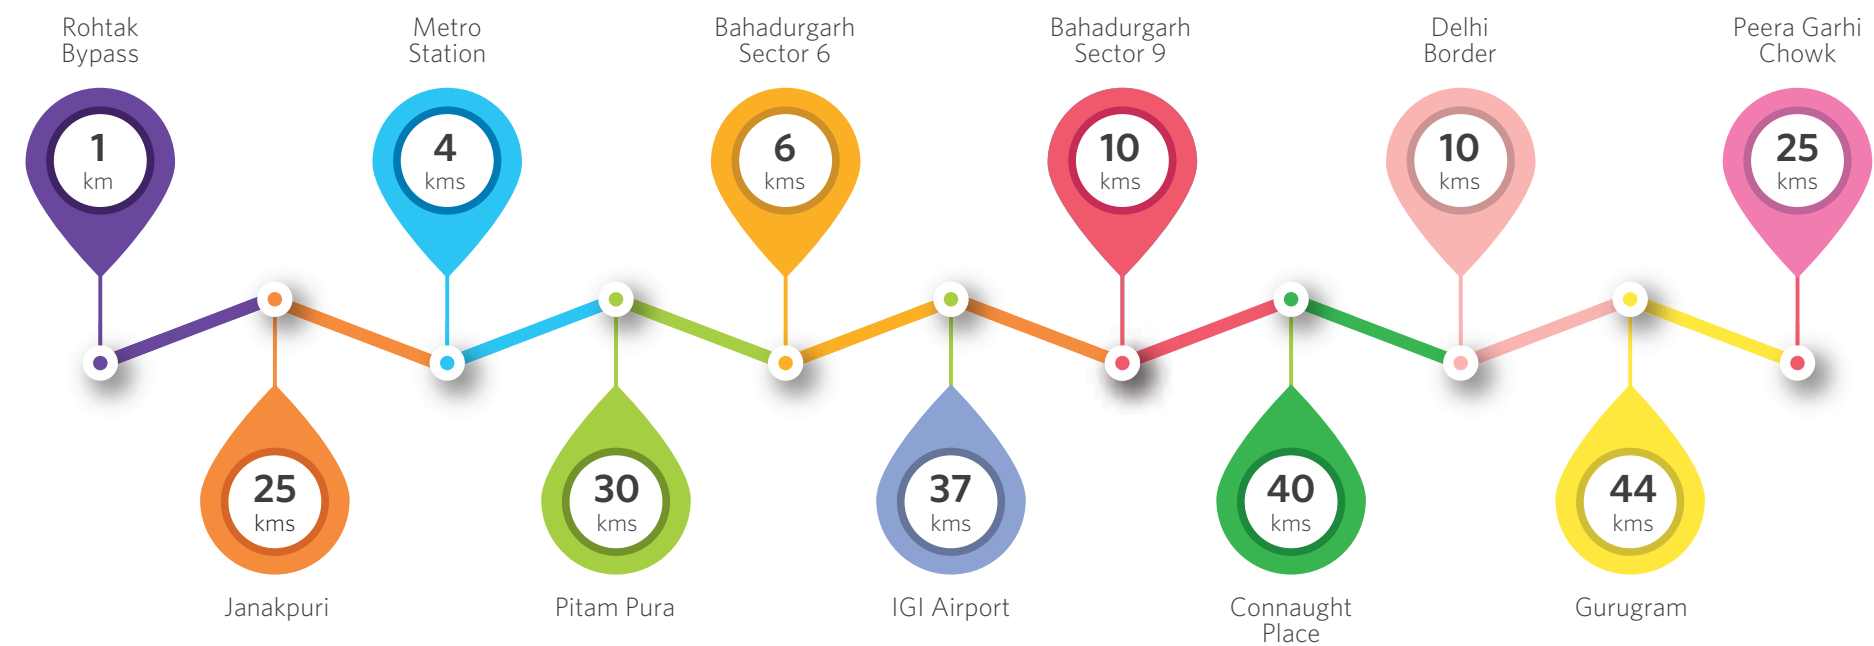 Rohtak
Bypass
Metro
Station
Bahadurgarh
Sector 6
Bahadurgarh
Sector 9
Delhi
Border
Peera Garhi
Chowk
1
km
4
kms
6
kms
10
kms
10
kms
25
kms
25
kms
30
kms
37
kms
40
kms
44
kms
Janakpuri
Pitam Pura
IGI Airport
Connaught
Place
Gurugram